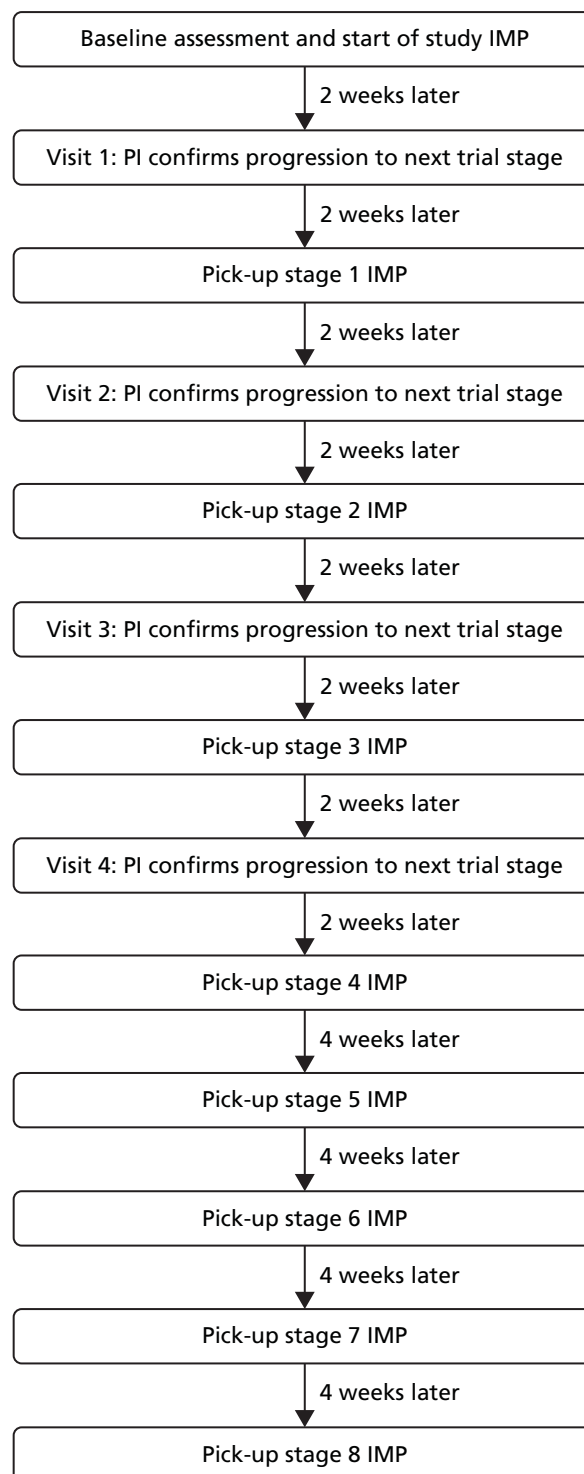 Baseline assessment and start of study IMP
2 weeks later
Visit 1: PI confirms progression to next trial stage
2 weeks later
Pick-up stage 1 IMP
2 weeks later
Visit 2: PI confirms progression to next trial stage
2 weeks later
Pick-up stage 2 IMP
2 weeks later
Visit 3: PI confirms progression to next trial stage
2 weeks later
Pick-up stage 3 IMP
2 weeks later
Visit 4: PI confirms progression to next trial stage
2 weeks later
Pick-up stage 4 IMP
4 weeks later
Pick-up stage 5 IMP
4 weeks later
Pick-up stage 6 IMP
4 weeks later
Pick-up stage 7 IMP
4 weeks later
Pick-up stage 8 IMP